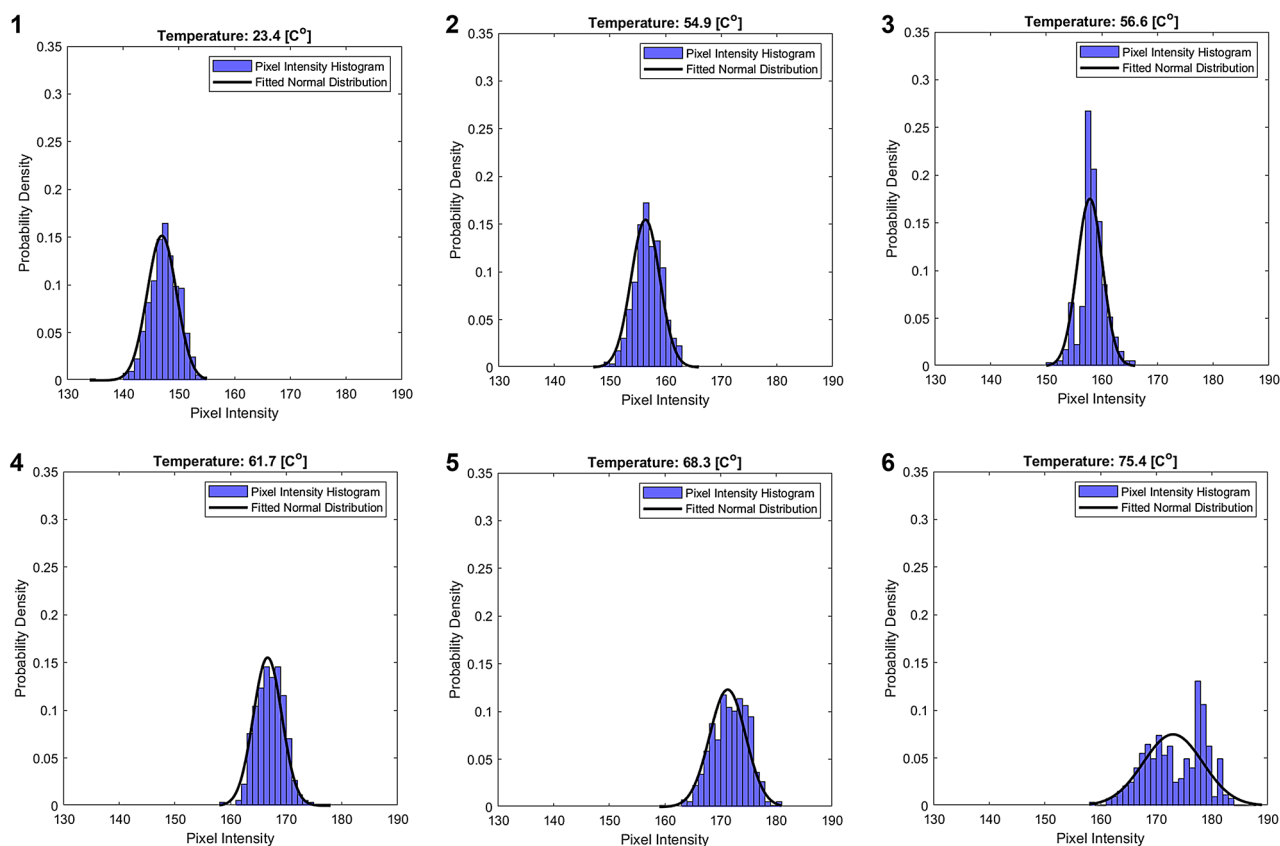 1
Temperature: 23.4 [C°]
0.35
0.3
0.25
0.2
0.15
0.1
0.05
0
Probability Density
Pixel Intensity Histogram
Fitted Normal Distribution
130 140 150 160 170 180 190
Pixel Intensity
2
Temperature: 54.9 [C°]
0.35
0.3
0.25
0.2
0.15
0.1
0.05
0
Probability Density
Pixel Intensity Histogram
Fitted Normal Distribution
130 140 150 160 170 180 190
Pixel Intensity
3
Temperature: 56.6 [C°]
0.35
0.3
0.25
0.2
0.15
0.1
0.05
0
Probability Density
Pixel Intensity Histogram
Fitted Normal Distribution
130 140 150 160 170 180 190
Pixel Intensity
4
Temperature: 61.7 [C°]
0.35
0.3
0.25
0.2
0.15
0.1
0.05
0
Probability Density
Pixel Intensity Histogram
Fitted Normal Distribution
130 140 150 160 170 180 190
Pixel Intensity
5
Temperature: 68.3 [C°]
0.35
0.3
0.25
0.2
0.15
0.1
0.05
0
Probability Density
Pixel Intensity Histogram
Fitted Normal Distribution
130 140 150 160 170 180 190
Pixel Intensity
6
Temperature: 75.4 [C°]
0.35
0.3
0.25
0.2
0.15
0.1
0.05
0
Probability Density
Pixel Intensity Histogram
Fitted Normal Distribution
130 140 150 160 170 180 190
Pixel Intensity